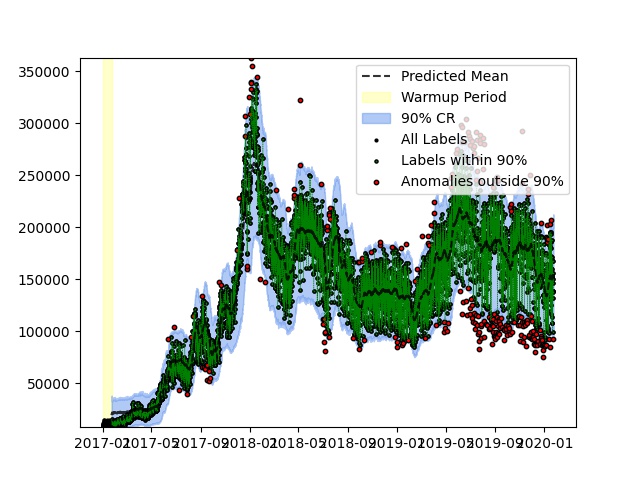 350000
300000
250000
200000
150000
100000
50000
Predicted Mean
Warmup Period
90% CR
All Labels
Labels within 90%
Anomalies outside 90%
2017-01 2017-05 2017-09 2018-01 2018-05 2018-09 2019-01 2019-05 2019-09 2020-01